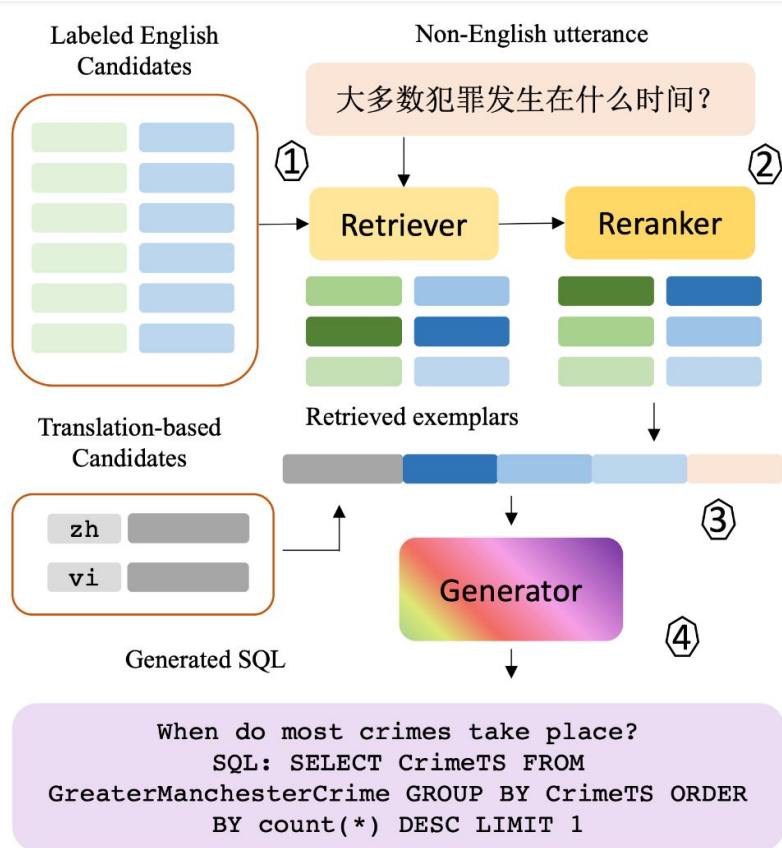 Labeled English
Candidates
Non-English utterance
大多数犯罪发生在什么时间?
①
②
Retriever
Reranker
Retrieved exemplars
Translation-based
Candidates
zh
vi
③
Generator
④
Generated SQL
When do most crimes take place?
SQL: SELECT CrimeTS FROM
GreaterManchesterCrime GROUP BY CrimeTS ORDER
BY count(*) DESC LIMIT 1